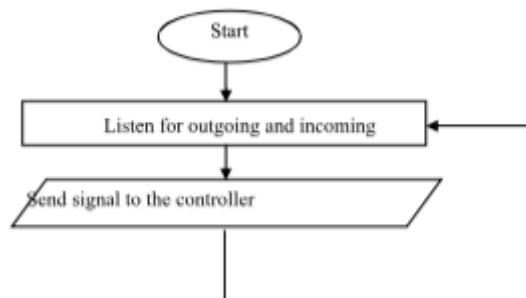 Start
Listen for outgoing and incoming
Send signal to the controller